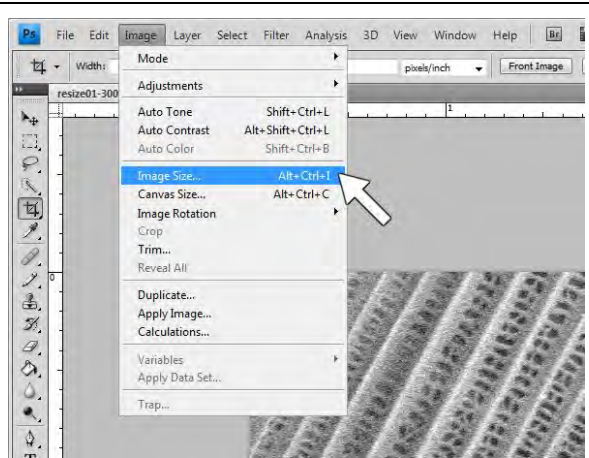 Ps File Edit Image Layer Select Filter Analysis 3D View Window Help Br
Width: pixels/inch Front Image
resize01-300
1
0
Mode
Adjustments
Auto Tone Shift+Ctrl+L
Auto Contrast Alt+Shift+Ctrl+L
Auto Color Shift+Ctrl+B
Image Size... Alt+Ctrl+I
Canvas Size... Alt+Ctrl+C
Image Rotation
Crop
Trim...
Reveal All
Duplicate...
Apply Image...
Calculations...
Variables
Apply Data Set...
Trap...
T